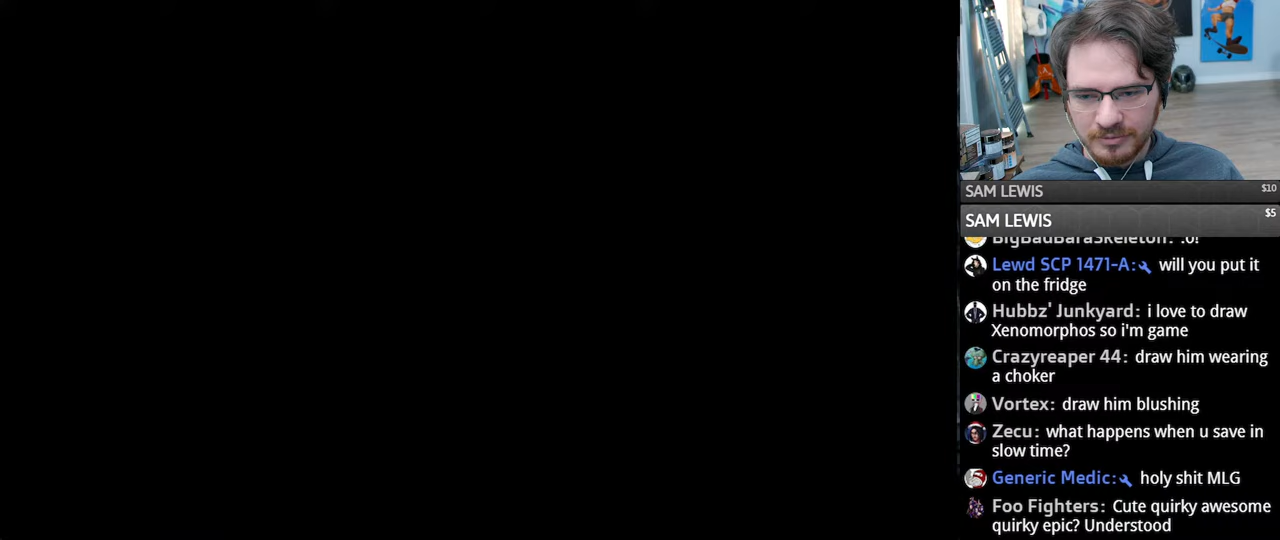 SAM LEWIS $10
SAM LEWIS $5
BigBadBaraSkeleton: :o!
Lewd SCP 1471-A: will you put it
on the fridge
Hubbz' Junkyard: i love to draw
Xenomorphos so i'm game
Crazyreaper 44: draw him wearing
a choker
Vortex: draw him blushing
Zecu: what happens when u save in
slow time?
Generic Medic: holy shit MLG
Foo Fighters: Cute quirky awesome
quirky epic? Understood